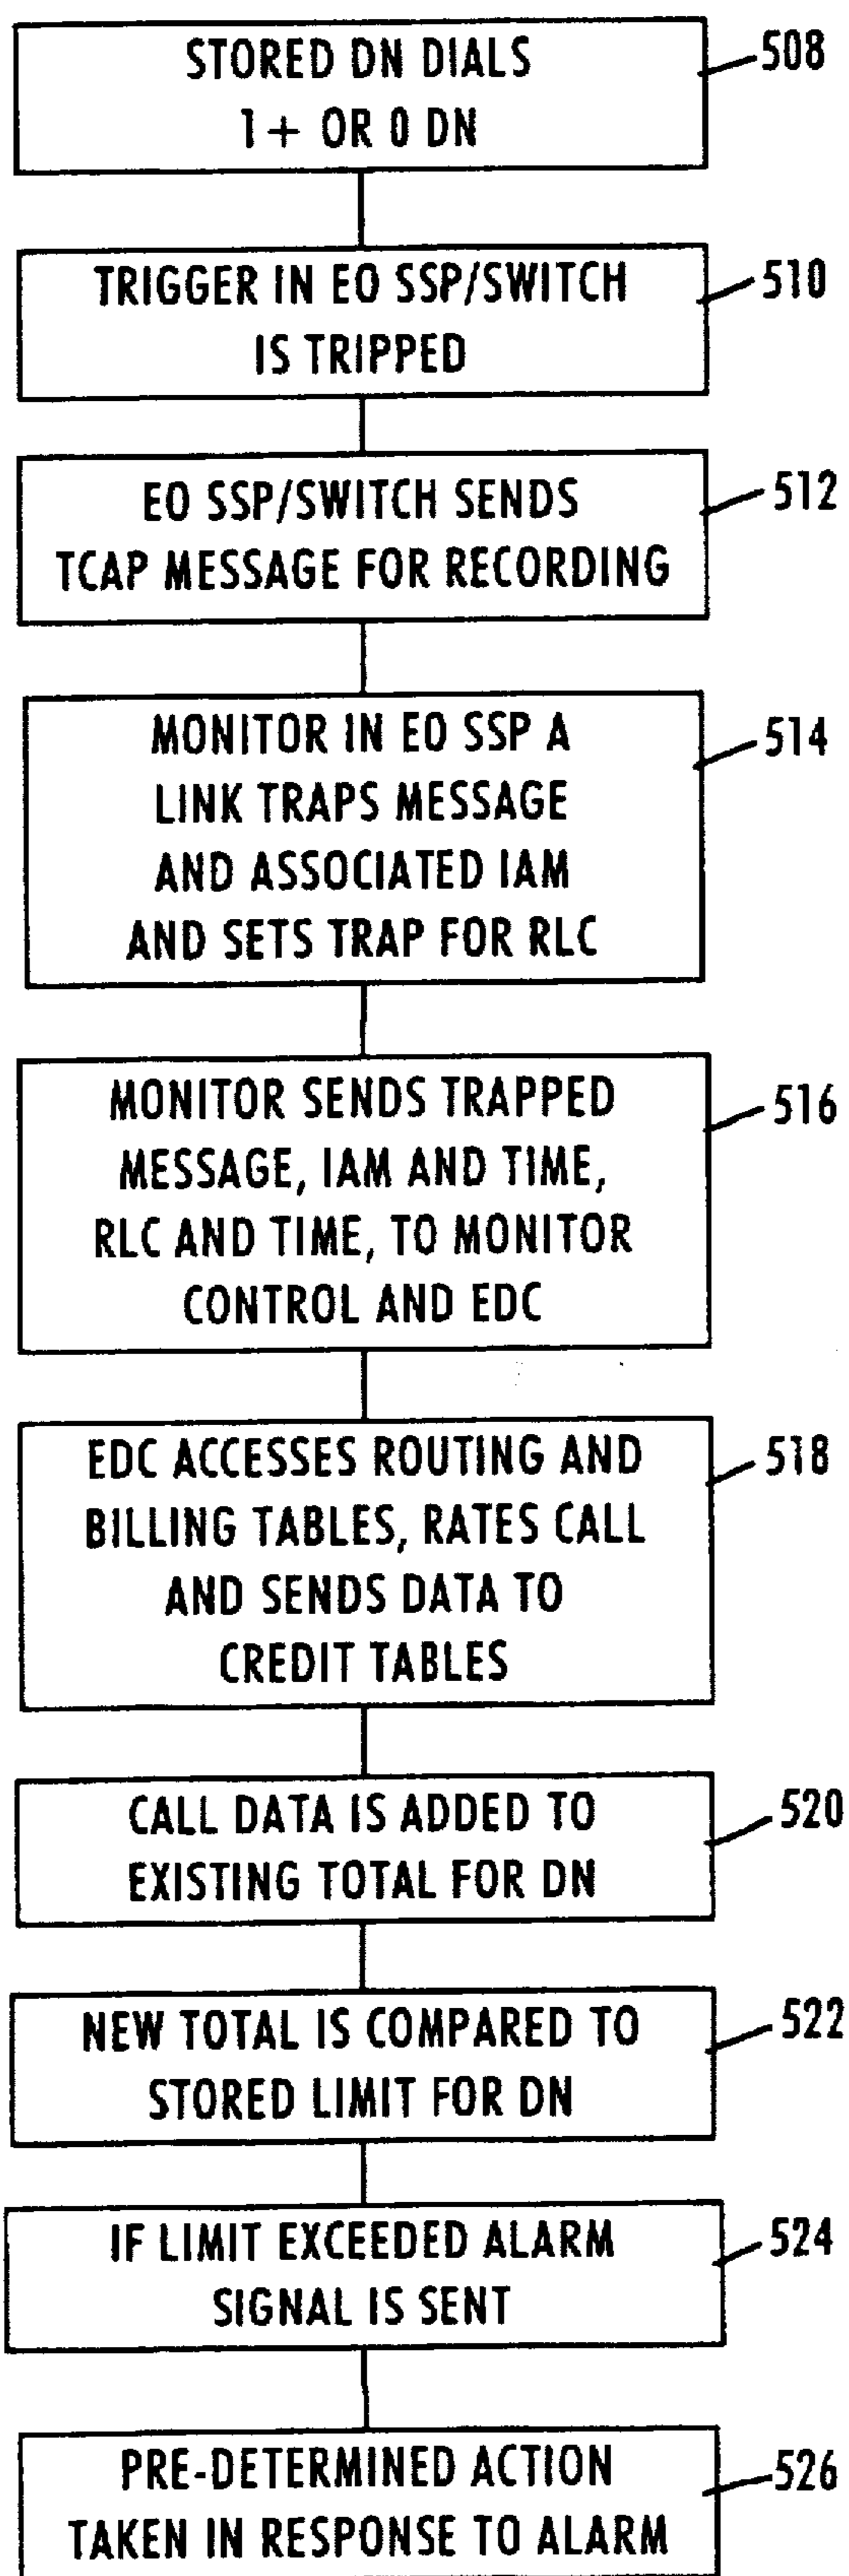 STORED DN DIALS
1+ OR 0 DN
508
TRIGGER IN EO SSP/SWITCH
IS TRIPPED
510
EO SSP/SWITCH SENDS
TCAP MESSAGE FOR RECORDING
512
MONITOR IN EO SSP A
LINK TRAPS MESSAGE
AND ASSOCIATED IAM
AND SETS TRAP FOR RLC
514
MONITOR SENDS TRAPPED
MESSAGE, IAM AND TIME,
RLC AND TIME, TO MONITOR
CONTROL AND EDC
516
EDC ACCESSES ROUTING AND
BILLING TABLES, RATES CALL
AND SENDS DATA TO
CREDIT TABLES
518
CALL DATA IS ADDED TO
EXISTING TOTAL FOR DN
520
NEW TOTAL IS COMPARED TO
STORED LIMIT FOR DN
522
IF LIMIT EXCEEDED ALARM
SIGNAL IS SENT
524
PRE-DETERMINED ACTION
TAKEN IN RESPONSE TO ALARM
526